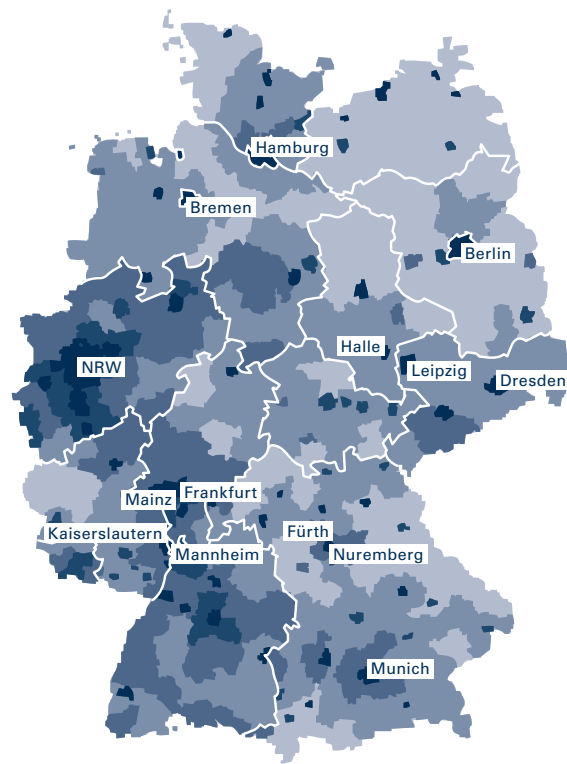 Hamburg
Bremen
Berlin
Halle
NRW
Leipzig
Dresden
Mainz
Frankfurt
Kaiserslautern
Fürth
Mannheim
Nuremberg
Munich